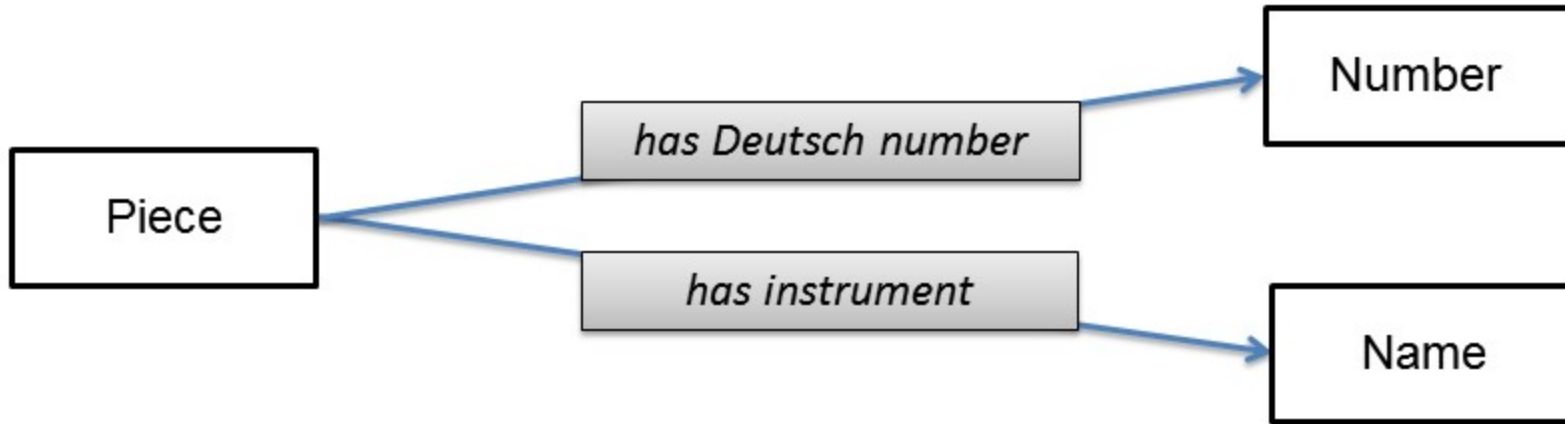 Number
has Deutsch number
Piece
has instrument
Name